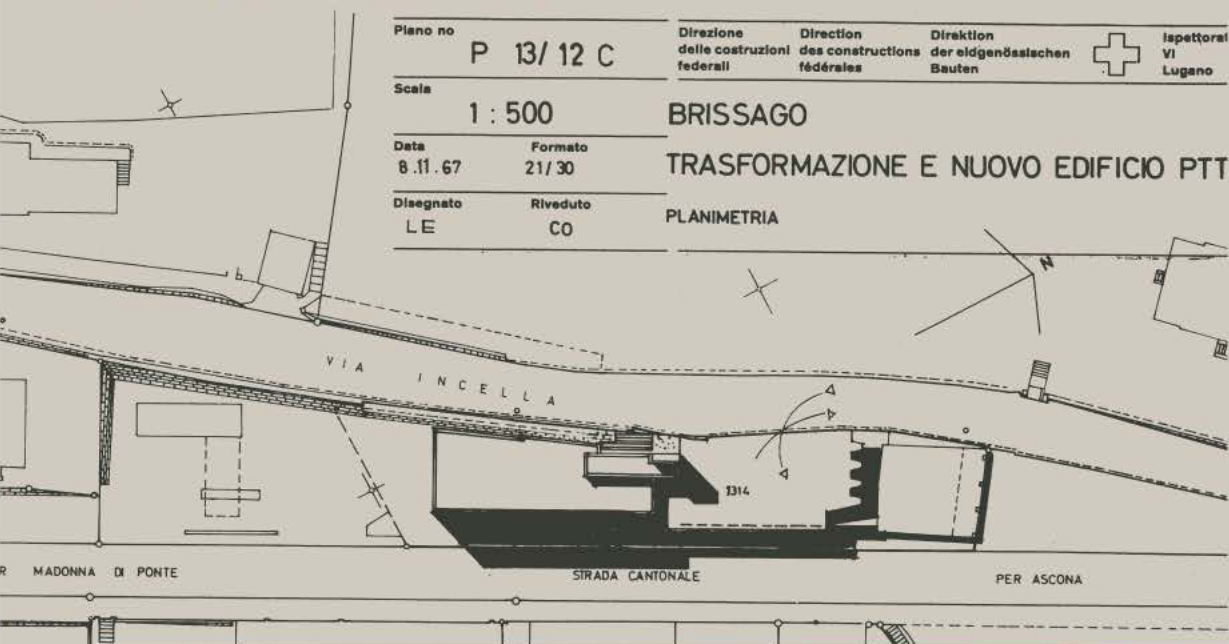 Plano no
P 13/12 C
Scala
1 : 500
Data
8.11.67
Formato
21/30
Disegnato
LE
Riveduto
CO
Direzione
delle costruzioni
federali
Direction
des constructions
fédérales
Direktion
der eidgenössischen
Bauten
VI
Lugano
BRISSAGO
TRASFORMAZIONE E NUOVO EDIFICIO PTT
PLANIMETRIA
N
VIA INCELLA
1314
MADONNA DI PONTE
STRADA CANTONALE
PER ASCONA